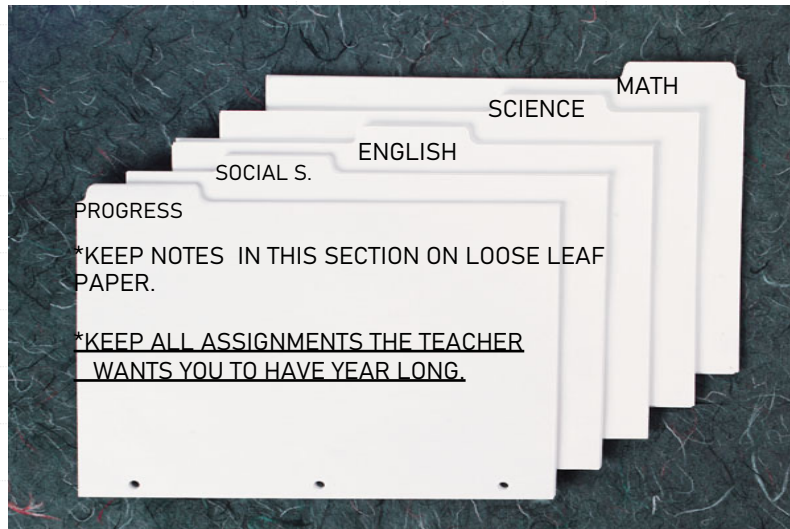 MATH
SCIENCE
ENGLISH
SOCIAL S.
PROGRESS
*KEEP NOTES  IN THIS SECTION ON LOOSE LEAF
PAPER.
*KEEP ALL ASSIGNMENTS THE TEACHER
WANTS YOU TO HAVE YEAR LONG.